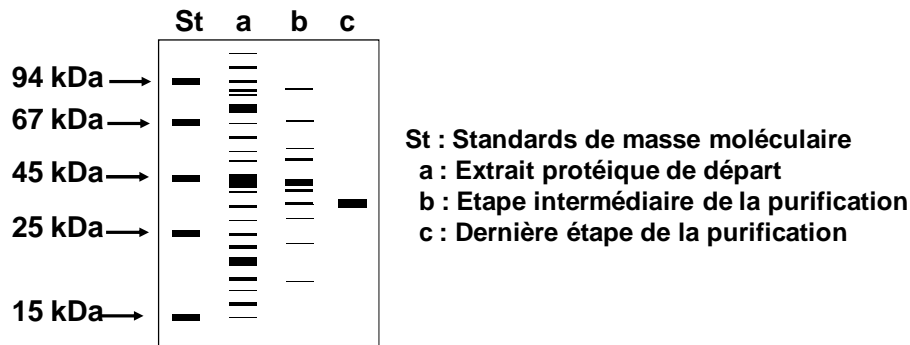 St a b c
94 kDa
67 kDa
45 kDa
25 kDa
15 kDa
St : Standards de masse moléculaire
a : Extrait protéique de départ
b : Etape intermédiaire de la purification
c : Dernière étape de la purification